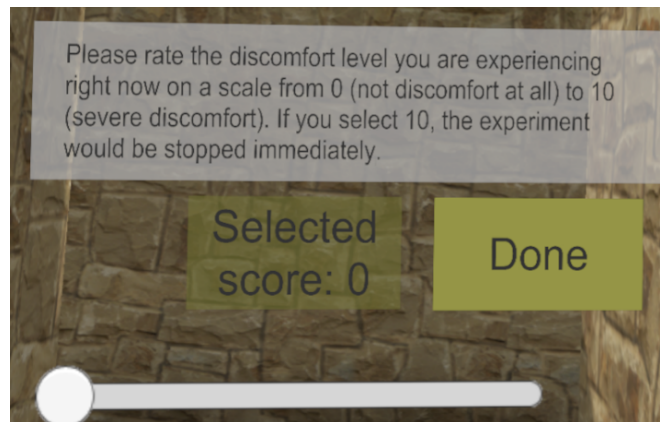 Please rate the discomfort level you are experiencing
right now on a scale from 0 (not discomfort at all) to 10
(severe discomfort). If you select 10, the experiment
would be stopped immediately.
Selected
score: 0
Done